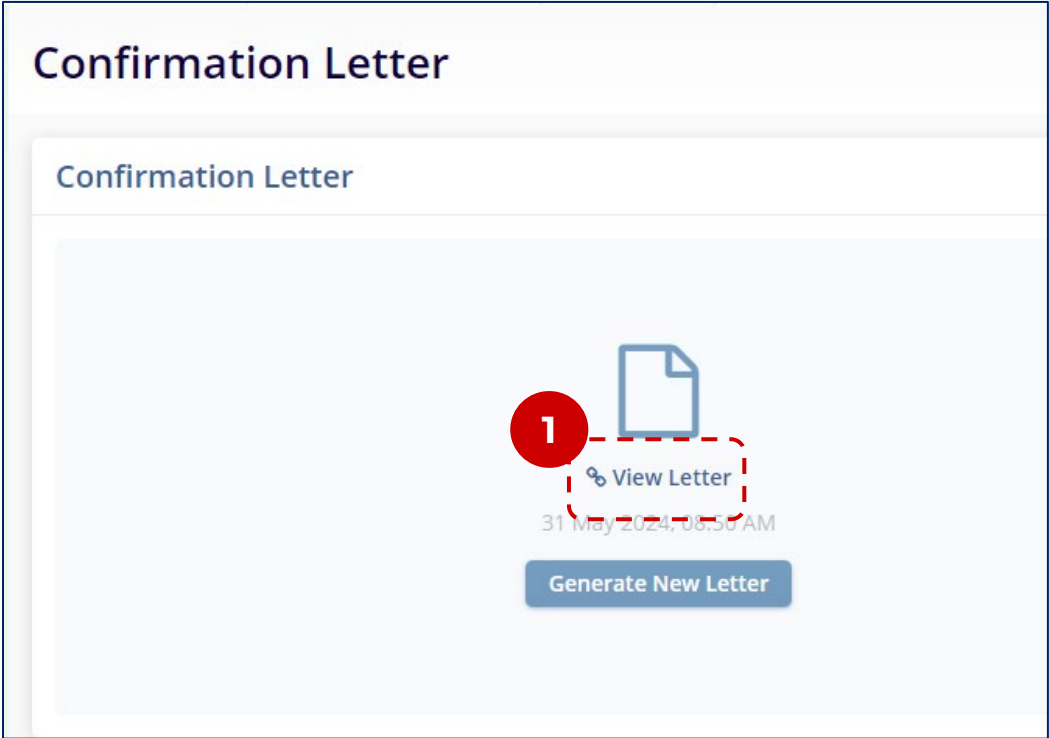 Confirmation Letter
Confirmation Letter
1
View Letter
31 May 2024, 08.50 AM
Generate New Letter